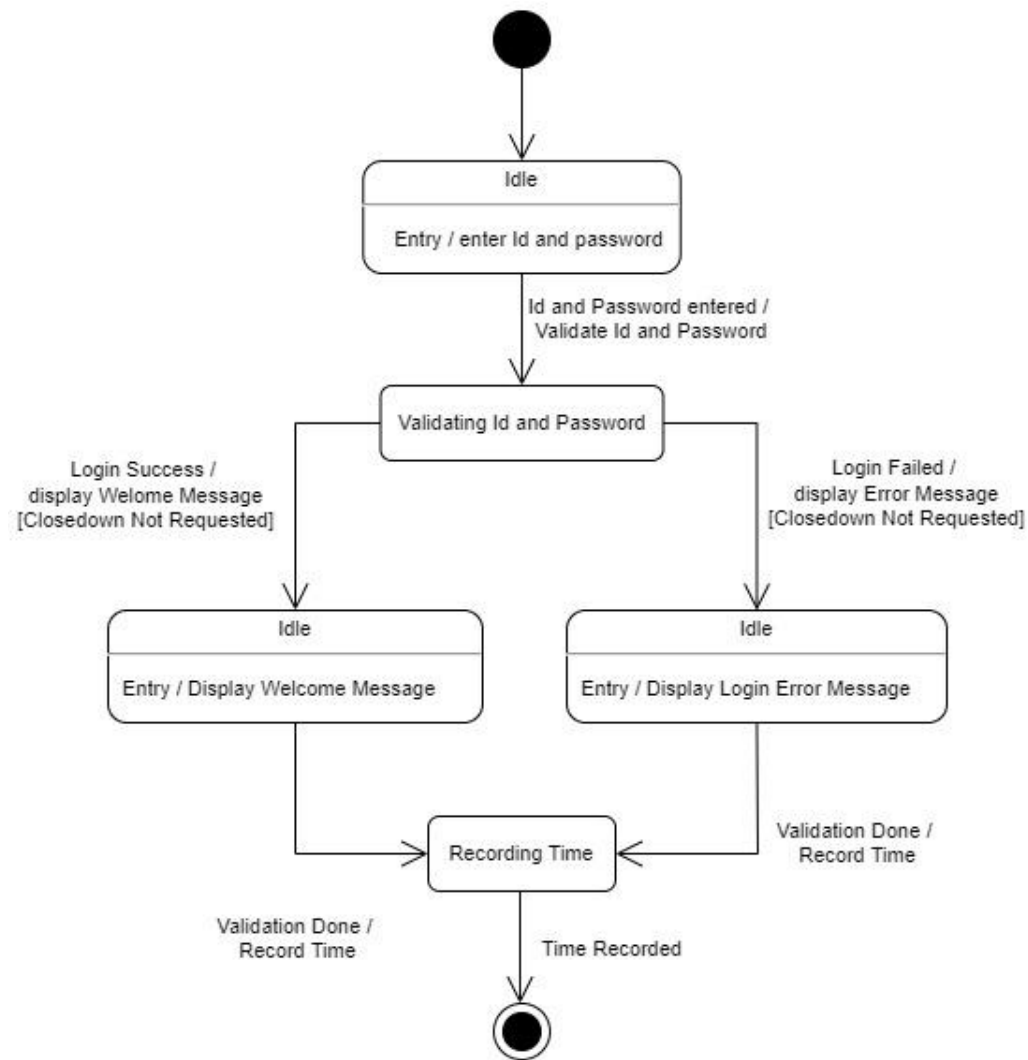 Idle
Entry / enter Id and password
Id and Password entered /
Validate Id and Password
Validating Id and Password
Login Success /
display Welome Message
[Closedown Not Requested]
Login Failed /
display Error Message
[Closedown Not Requested]
Idle
Entry / Display Welcome Message
Idle
Entry / Display Login Error Message
Recording Time
Validation Done /
Record Time
Validation Done /
Record Time
Time Recorded